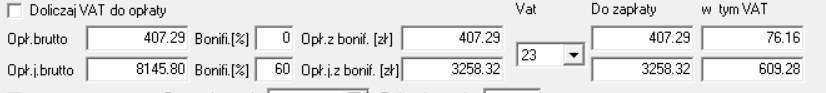 Doliczaj VAT do opłaty Vat Do zapłaty w tym VAT
Opł.brutto 407.29 Bonifi.[%] 0 Opł.z bonif. [zł] 407.29 23 407.29 76.16
Opł.j.brutto 8145.80 Bonifi.[%] 60 Opł.j.z bonif. [zł] 3258.32 3258.32 609.28